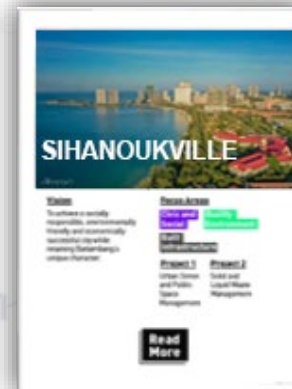 SIHANOUKVILLE
Vision
To achieve a socially
responsible, environmentally
friendly and economically
successful city while
retaining Battambang's
unique character
Focus Areas
Civic and
Social
Quality
Environment
Built
Infrastructure
Project 1
Urban Street
and Public
Space
Management
Project 2
Solid and
Liquid Waste
Management
Read
More